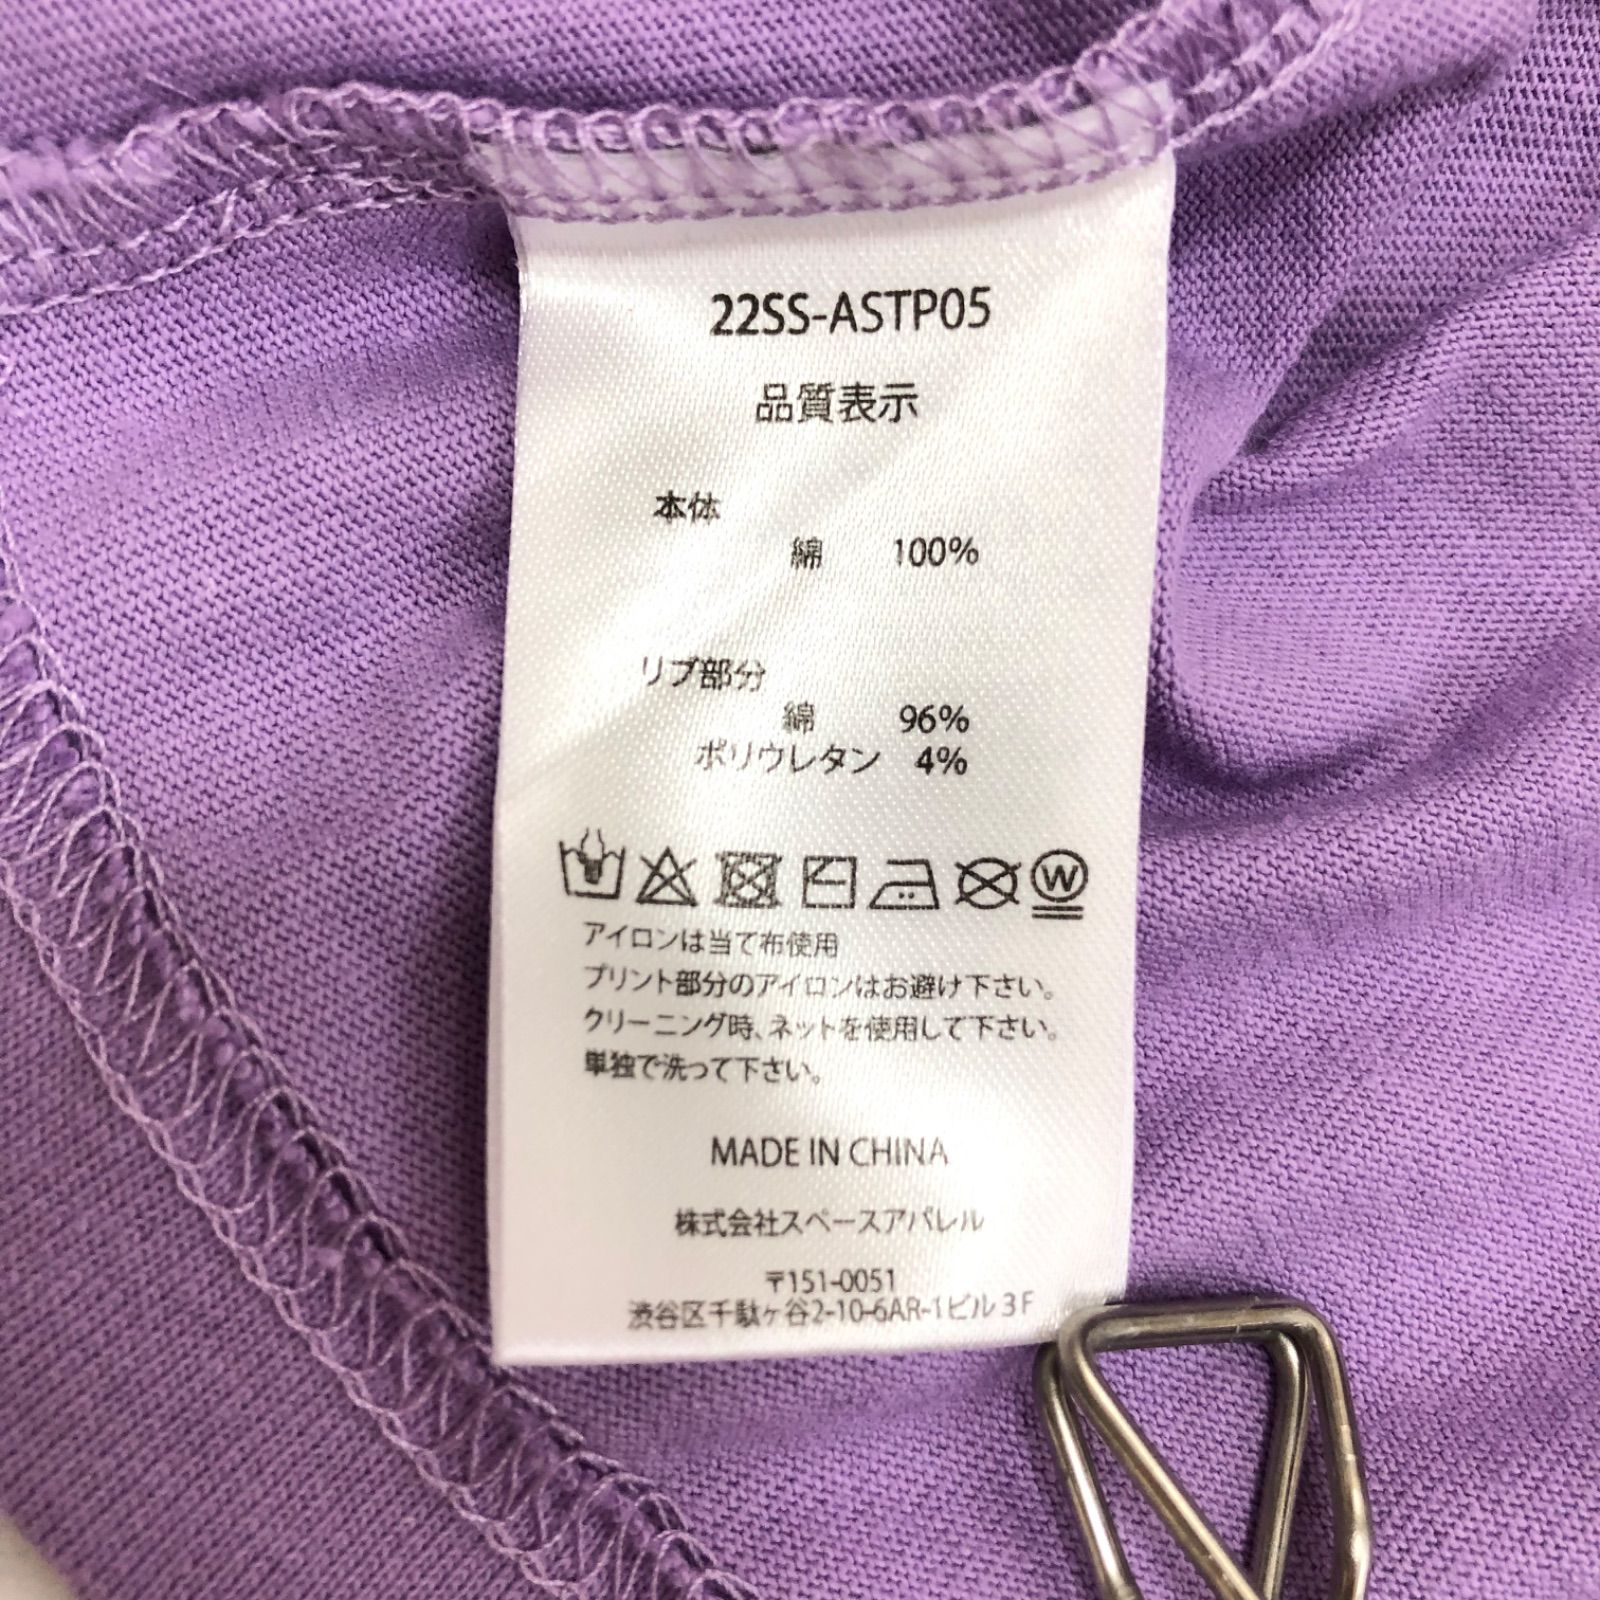 22SS-ASTP05
品質表示
本体
綿 100%
リブ部分
綿 96%
ポリウレタン 4%
W
アイロンは当て布使用
プリント部分のアイロンはお避け下さい。
クリーニング時、ネットを使用して下さい。
単独で洗って下さい。
MADE IN CHINA
株式会社スペースアパレル
〒151-0051
渋谷区千駄ヶ谷2-10-6AR-1ビル3F